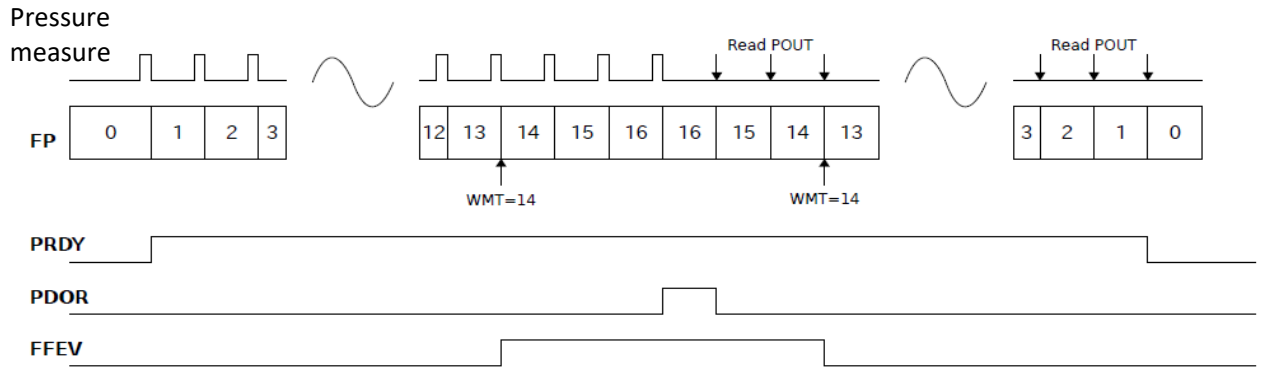 Pressure
measure
Read POUT
Read POUT
FP
0 1 2 3
12 13 14 15 16 16 15 14 13
3 2 1 0
WMT=14
WMT=14
PRDY
PDOR
FFEV